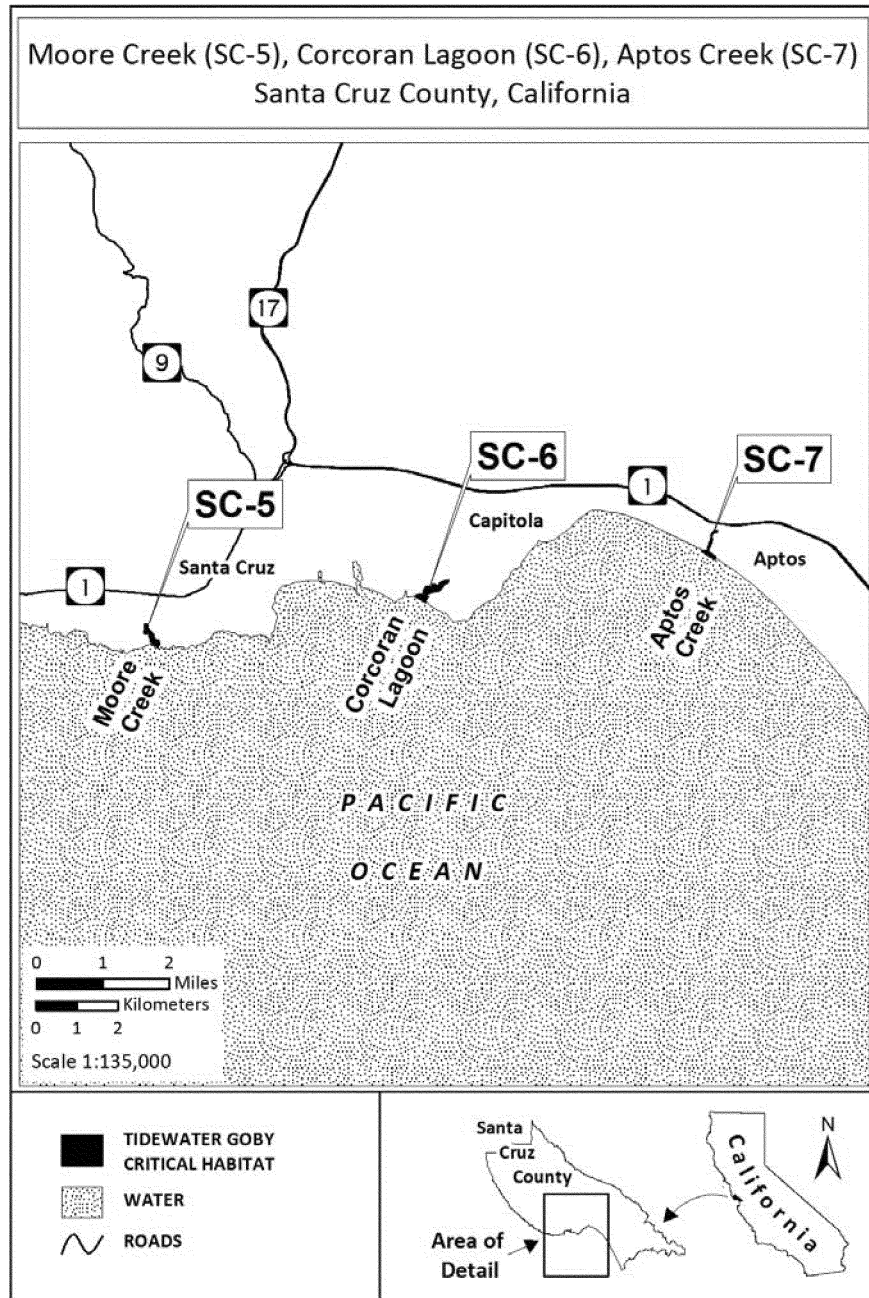 Moore Creek (SC-5), Corcoran Lagoon (SC-6), Aptos Creek (SC-7)
Santa Cruz County, California
17
9
SC-6
SC-7
SC-5
1
Capitola
Santa Cruz
Aptos
1
Moore
Creek
Corcoran
Lagoon
Aptos
Creek
PACIFIC
OCEAN
0 1 2
Miles
Kilometers
0 1 2
Scale 1:135,000
TIDEWATER GOBY
CRITICAL HABITAT
WATER
ROADS
Santa
Cruz
County
Area of
Detail
California
N